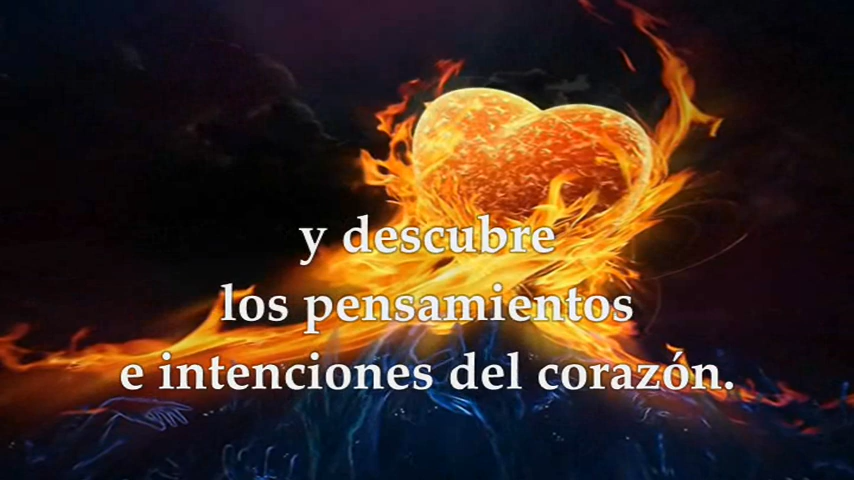 y descubre
los pensamientos
e intenciones del corazón.